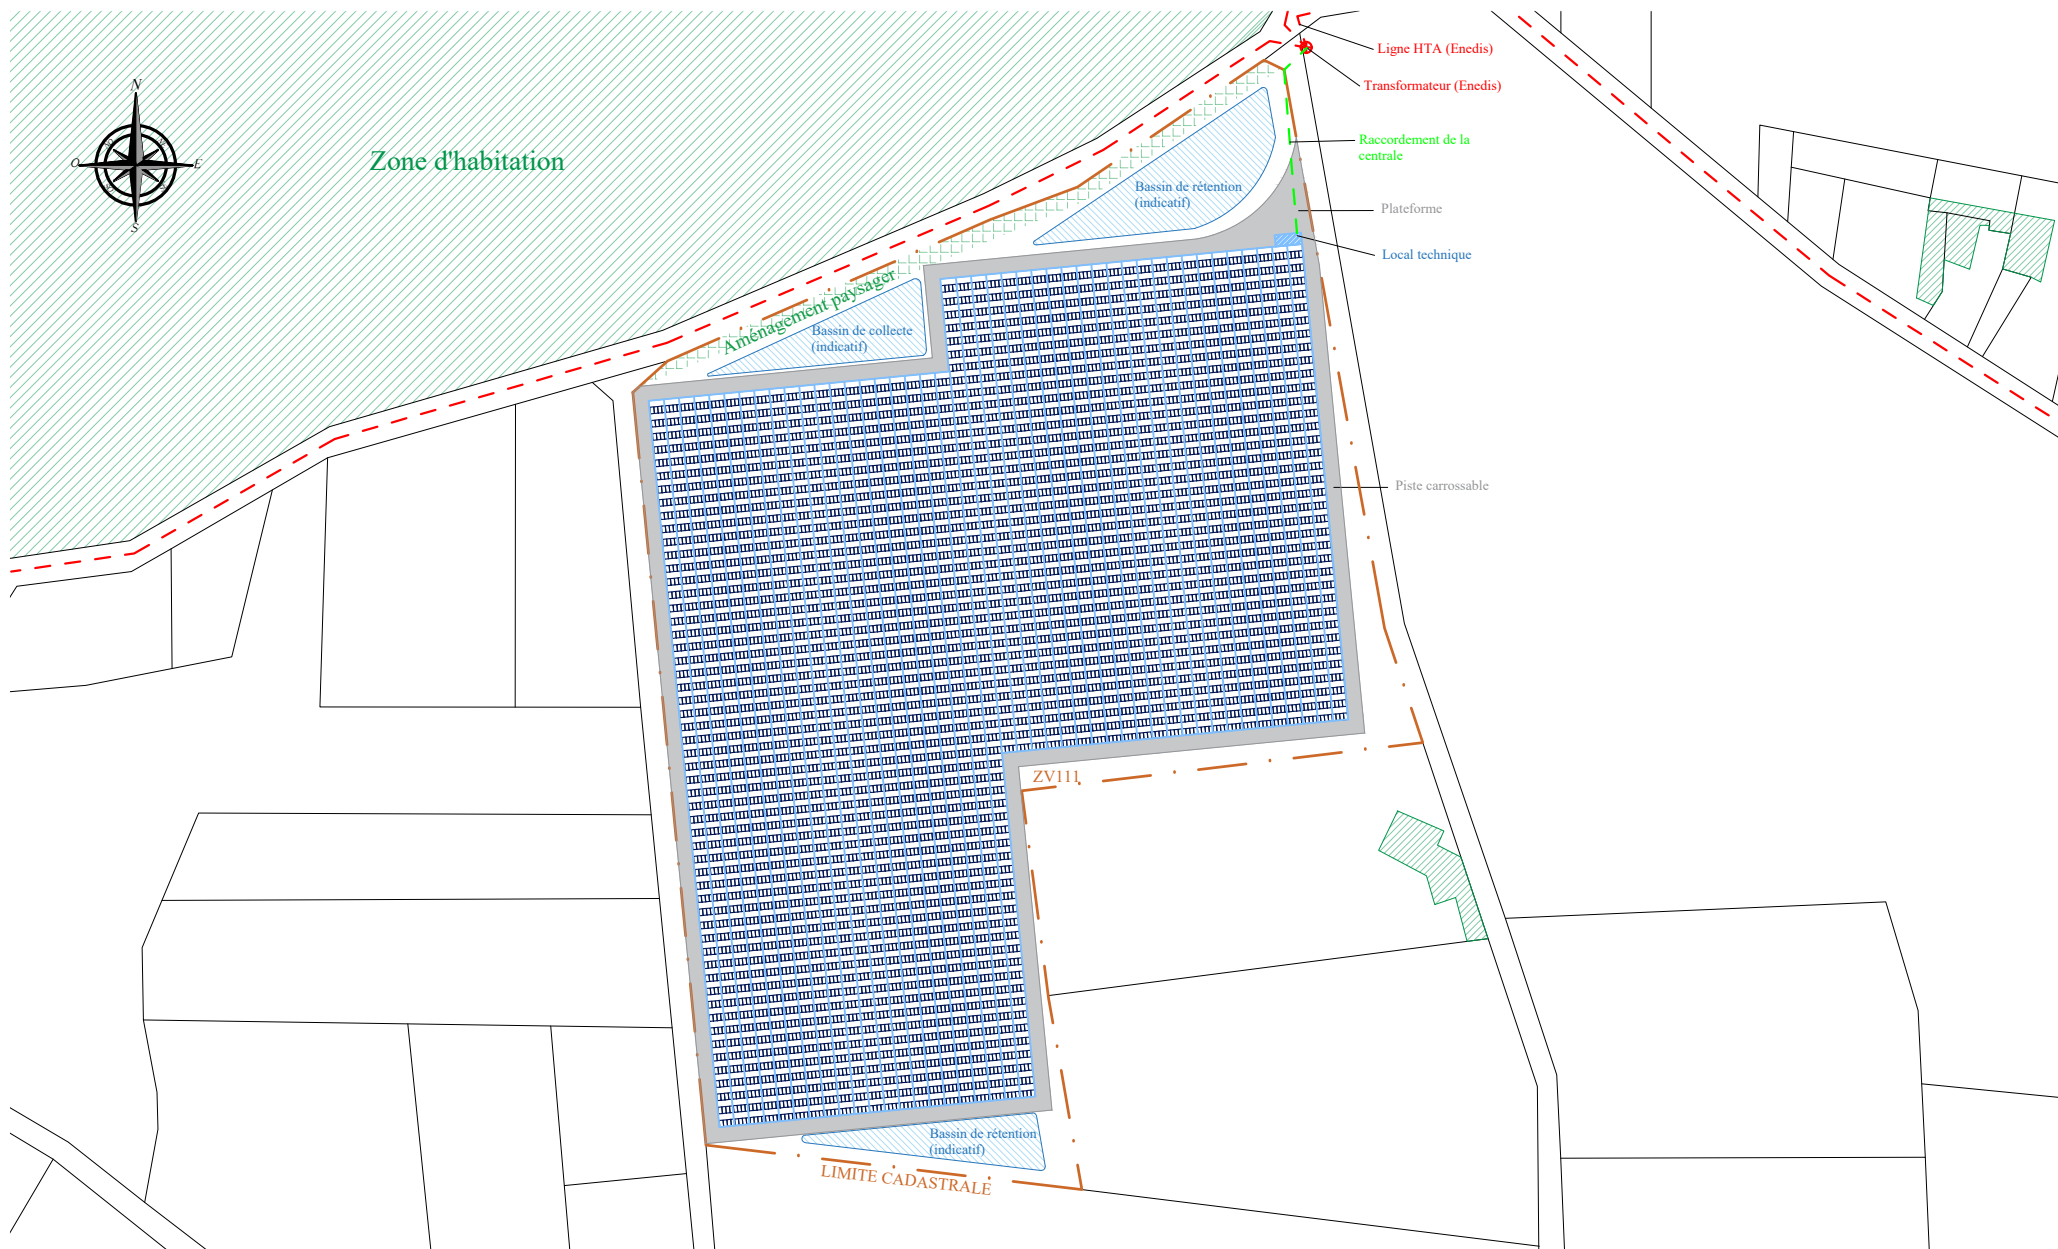 Ligne HTA (Enedis)
Transformateur (Enedis)
N
O
E
S
Zone d'habitation
Raccordement de la
centrale
Bassin de rétention
(indicatif)
Plateforme
Local technique
Aménagement paysager
Bassin de collecte
(indicatif)
Piste carrossable
ZV111
Bassin de rétention
(indicatif)
LIMITE CADASTRALE